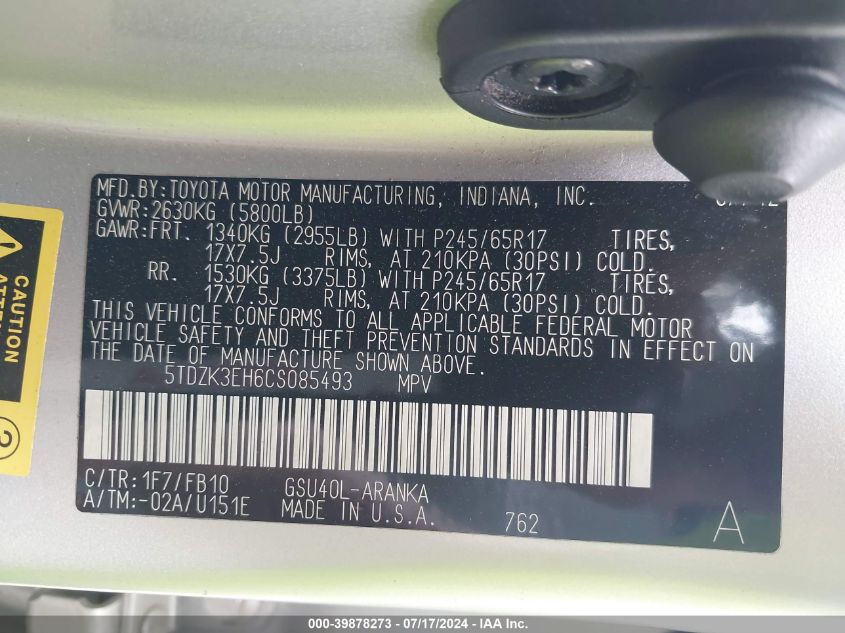 MFD.BY:TOYOTA MOTOR MANUFACTURING, INDIANA, INC.
GVWR:2630KG (5800LB)
GAWR:FRT. 1340KG (2955LB) WITH P245/65R17 TIRES,
17X7.5J RIMS, AT 210KPA (30PSI) COLD.
RR. 1530KG (3375LB) WITH P245/65R17 TIRES,
17X7.5J RIMS, AT 210KPA (30PSI) COLD.
THIS VEHICLE CONFORMS TO ALL APPLICABLE FEDERAL MOTOR
VEHICLE SAFETY AND THEFT PREVENTION STANDARDS IN EFFECT ON
THE DATE OF MANUFACTURE SHOWN ABOVE.
5TDZK3EH6CS085493 MPV
C/TR:1F7/FB10 GSU40L-ARANKA
A/TM:-02A/U151E MADE IN U.S.A. 762 A
CAUTION
2
000-39878273 - 07/17/2024 - IAA Inc.